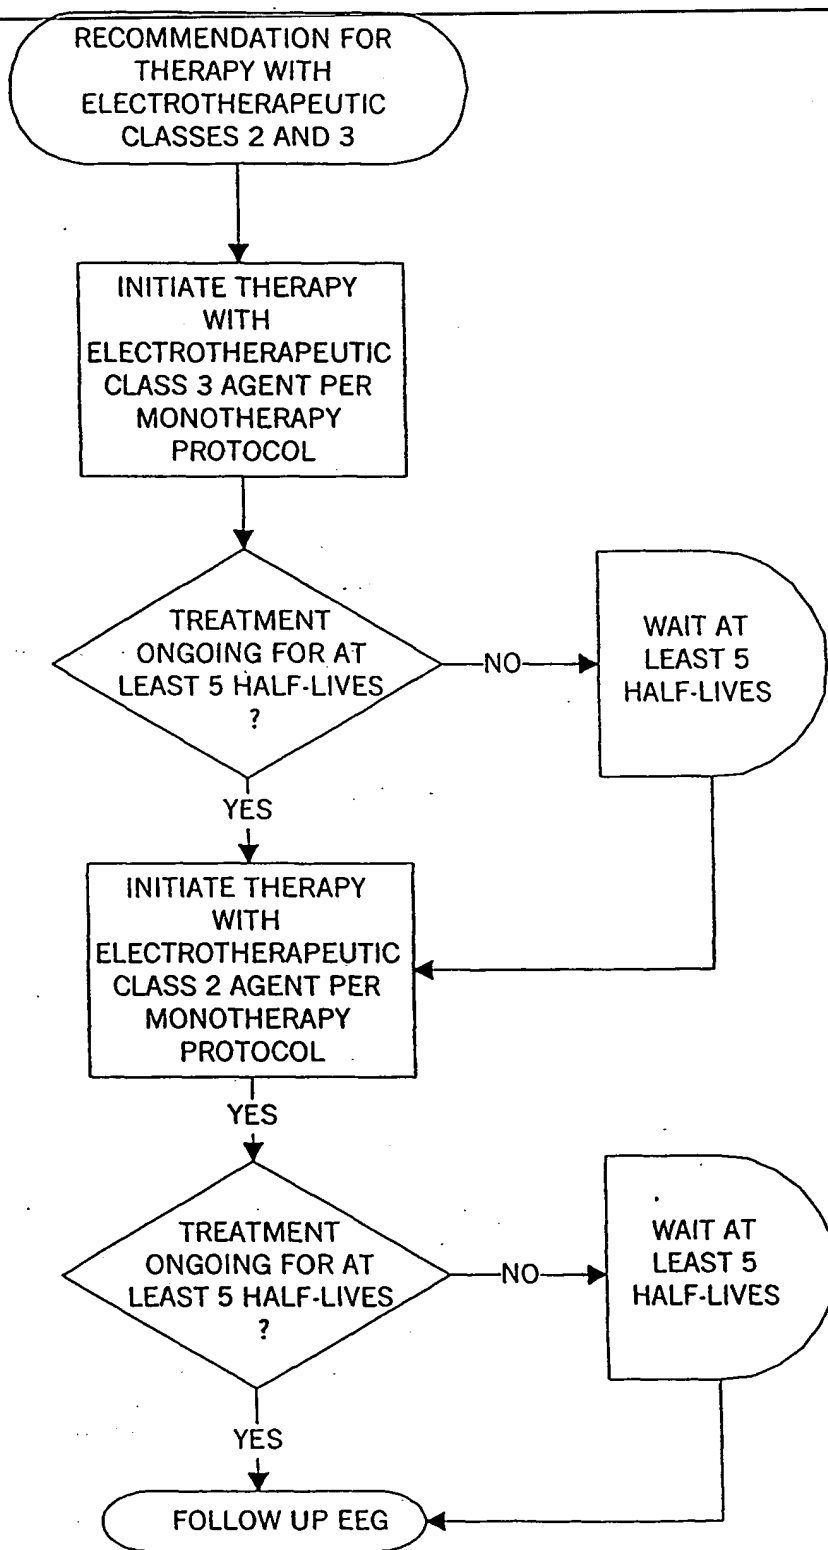 RECOMMENDATION FOR
THERAPY WITH
ELECTROTHERAPEUTIC
CLASSES 2 AND 3
INITIATE THERAPY
WITH
ELECTROTHERAPEUTIC
CLASS 3 AGENT PER
MONOTHERAPY
PROTOCOL
TREATMENT
ONGOING FOR AT
LEAST 5 HALF-LIVES
?
NO
WAIT AT
LEAST 5
HALF-LIVES
YES
INITIATE THERAPY
WITH
ELECTROTHERAPEUTIC
CLASS 2 AGENT PER
MONOTHERAPY
PROTOCOL
YES
TREATMENT
ONGOING FOR AT
LEAST 5 HALF-LIVES
?
NO
WAIT AT
LEAST 5
HALF-LIVES
YES
FOLLOW UP EEG